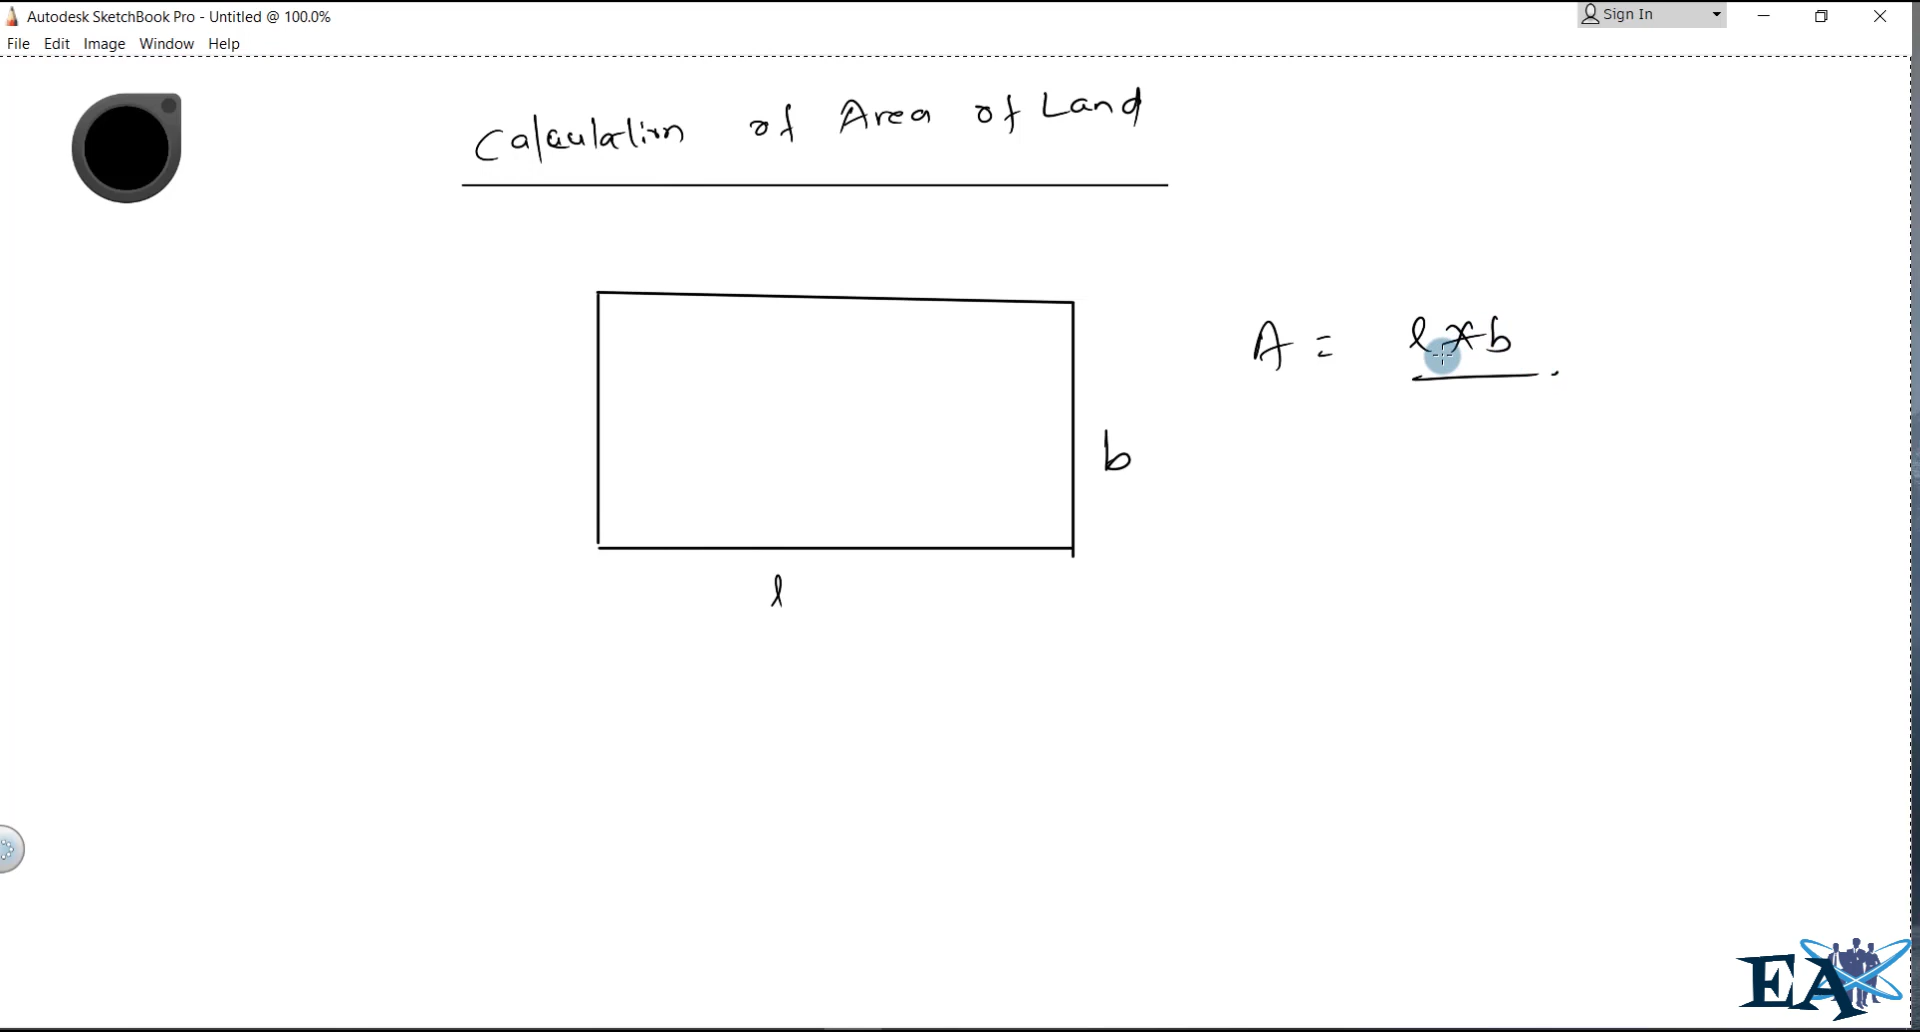 Autodesk SketchBook Pro - Untitled @ 100.0%
Sign In
File Edit Image Window Help
Calculation of Area of Land
A = l × b
b
l
EA